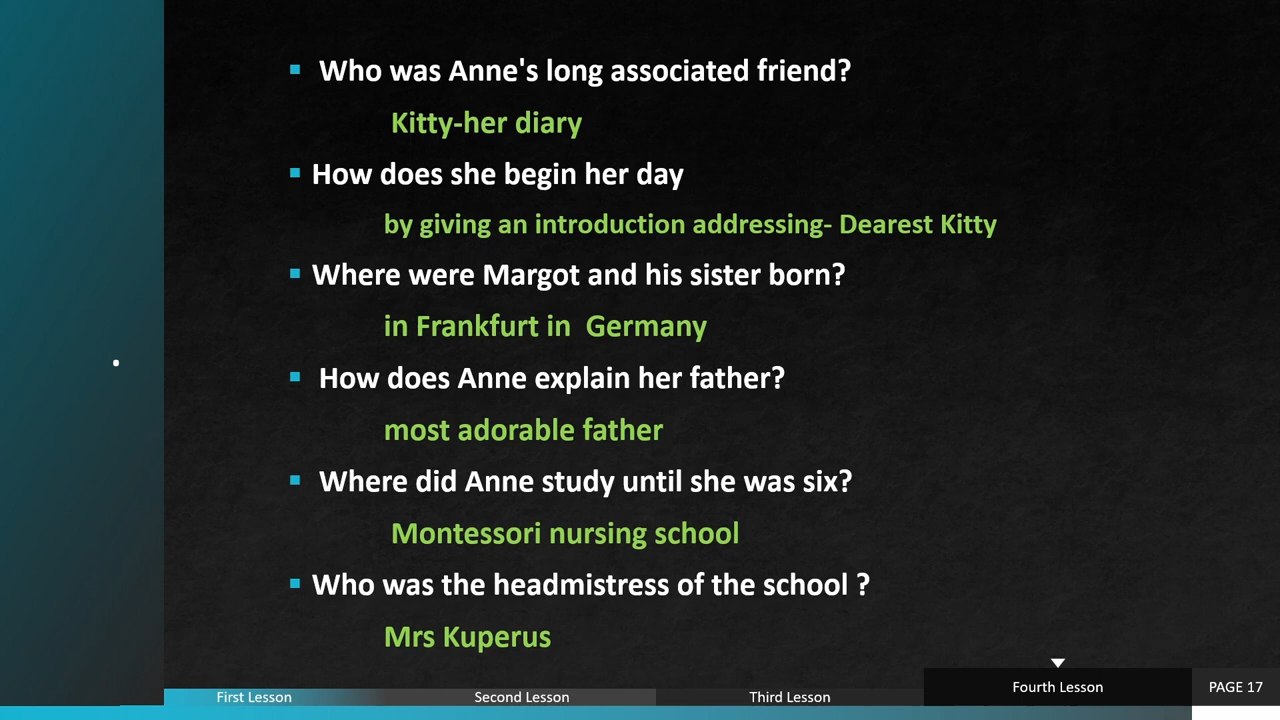 Who was Anne's long associated friend?
Kitty-her diary
How does she begin her day
by giving an introduction addressing- Dearest Kitty
Where were Margot and his sister born?
in Frankfurt in Germany
How does Anne explain her father?
most adorable father
Where did Anne study until she was six?
Montessori nursing school
Who was the headmistress of the school ?
Mrs Kuperus
First Lesson
Second Lesson
Third Lesson
Fourth Lesson
PAGE 17